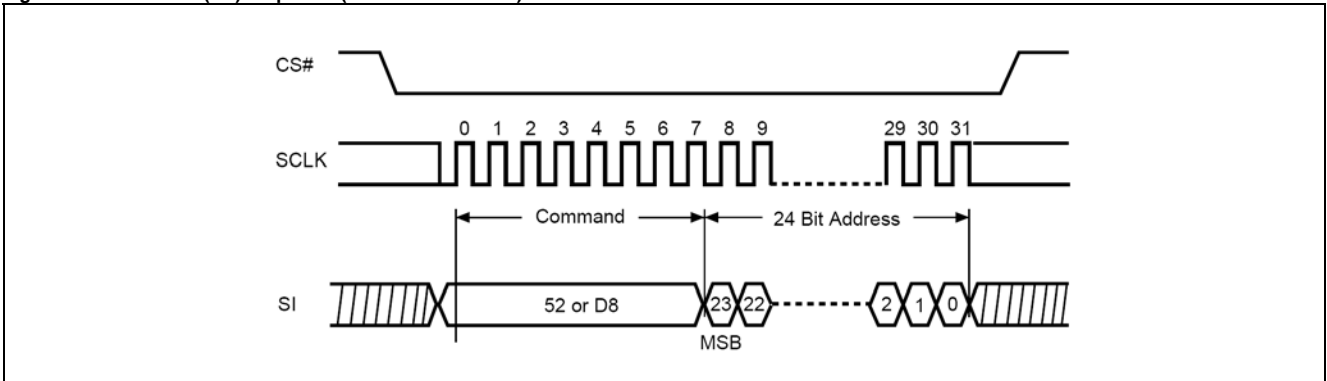 CS#
0 1 2 3 4 5 6 7 8 9 29 30 31
SCLK
Command 24 Bit Address
SI 52 or D8 23 22 2 1 0
MSB